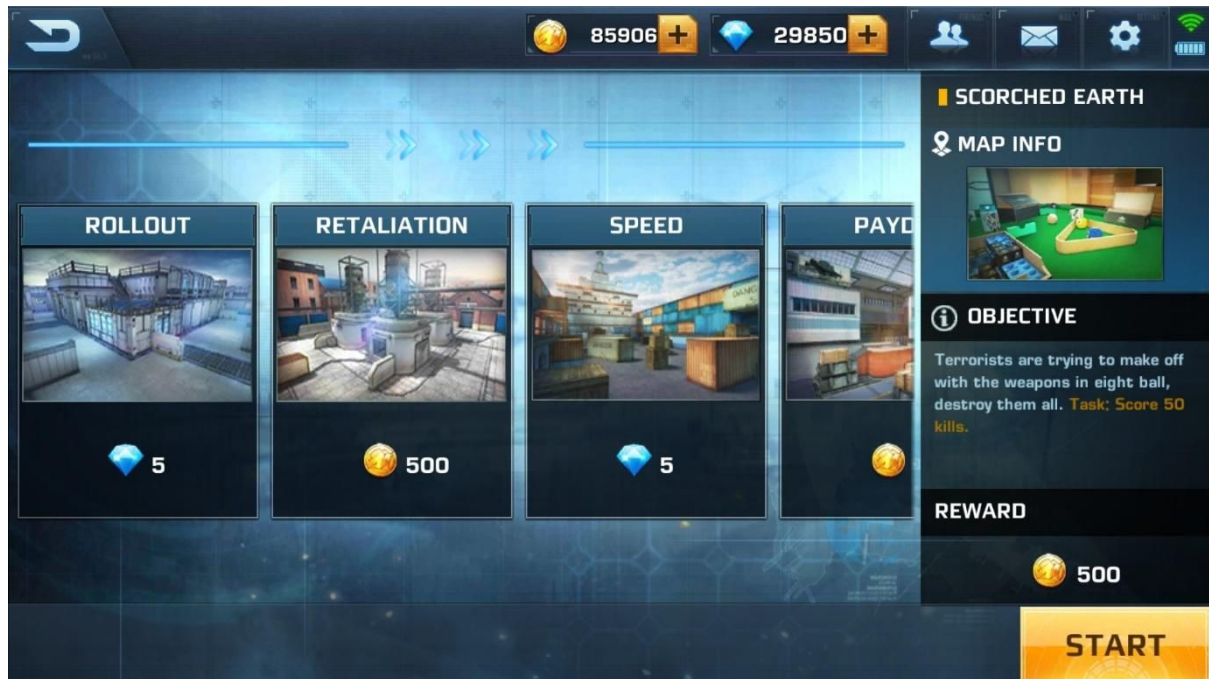 85906
29850
SCORCHED EARTH
MAP INFO
ROLLOUT
RETALIATION
SPEED
PAYD
OBJECTIVE
Terrorists are trying to make off
with the weapons in eight ball,
destroy them all. Task; Score 50
kills.
5
500
5
REWARD
500
START